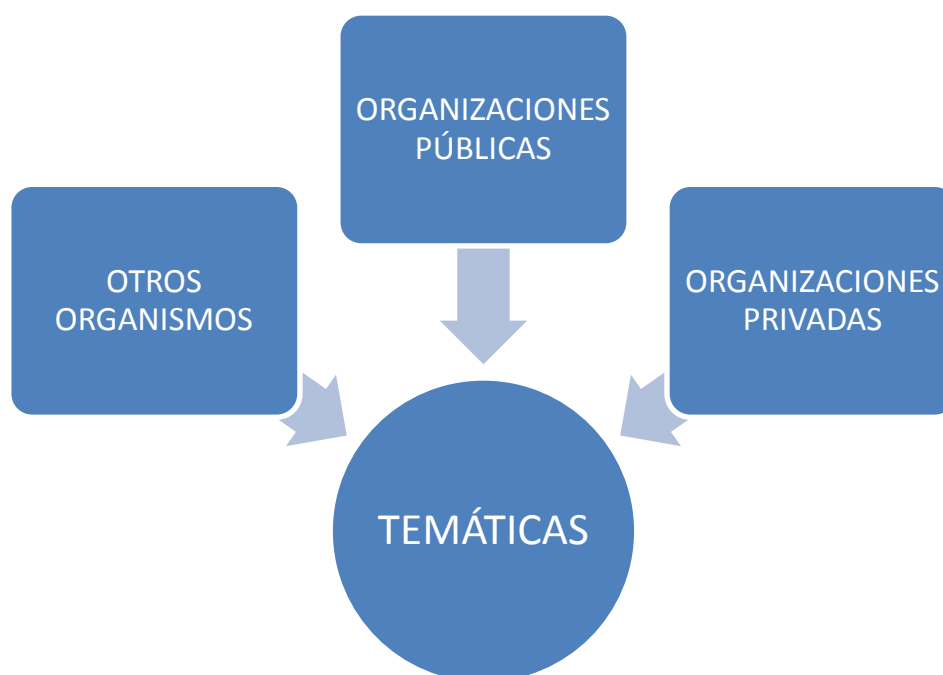 ORGANIZACIONES
PÚBLICAS
OTROS
ORGANISMOS
ORGANIZACIONES
PRIVADAS
TEMÁTICAS